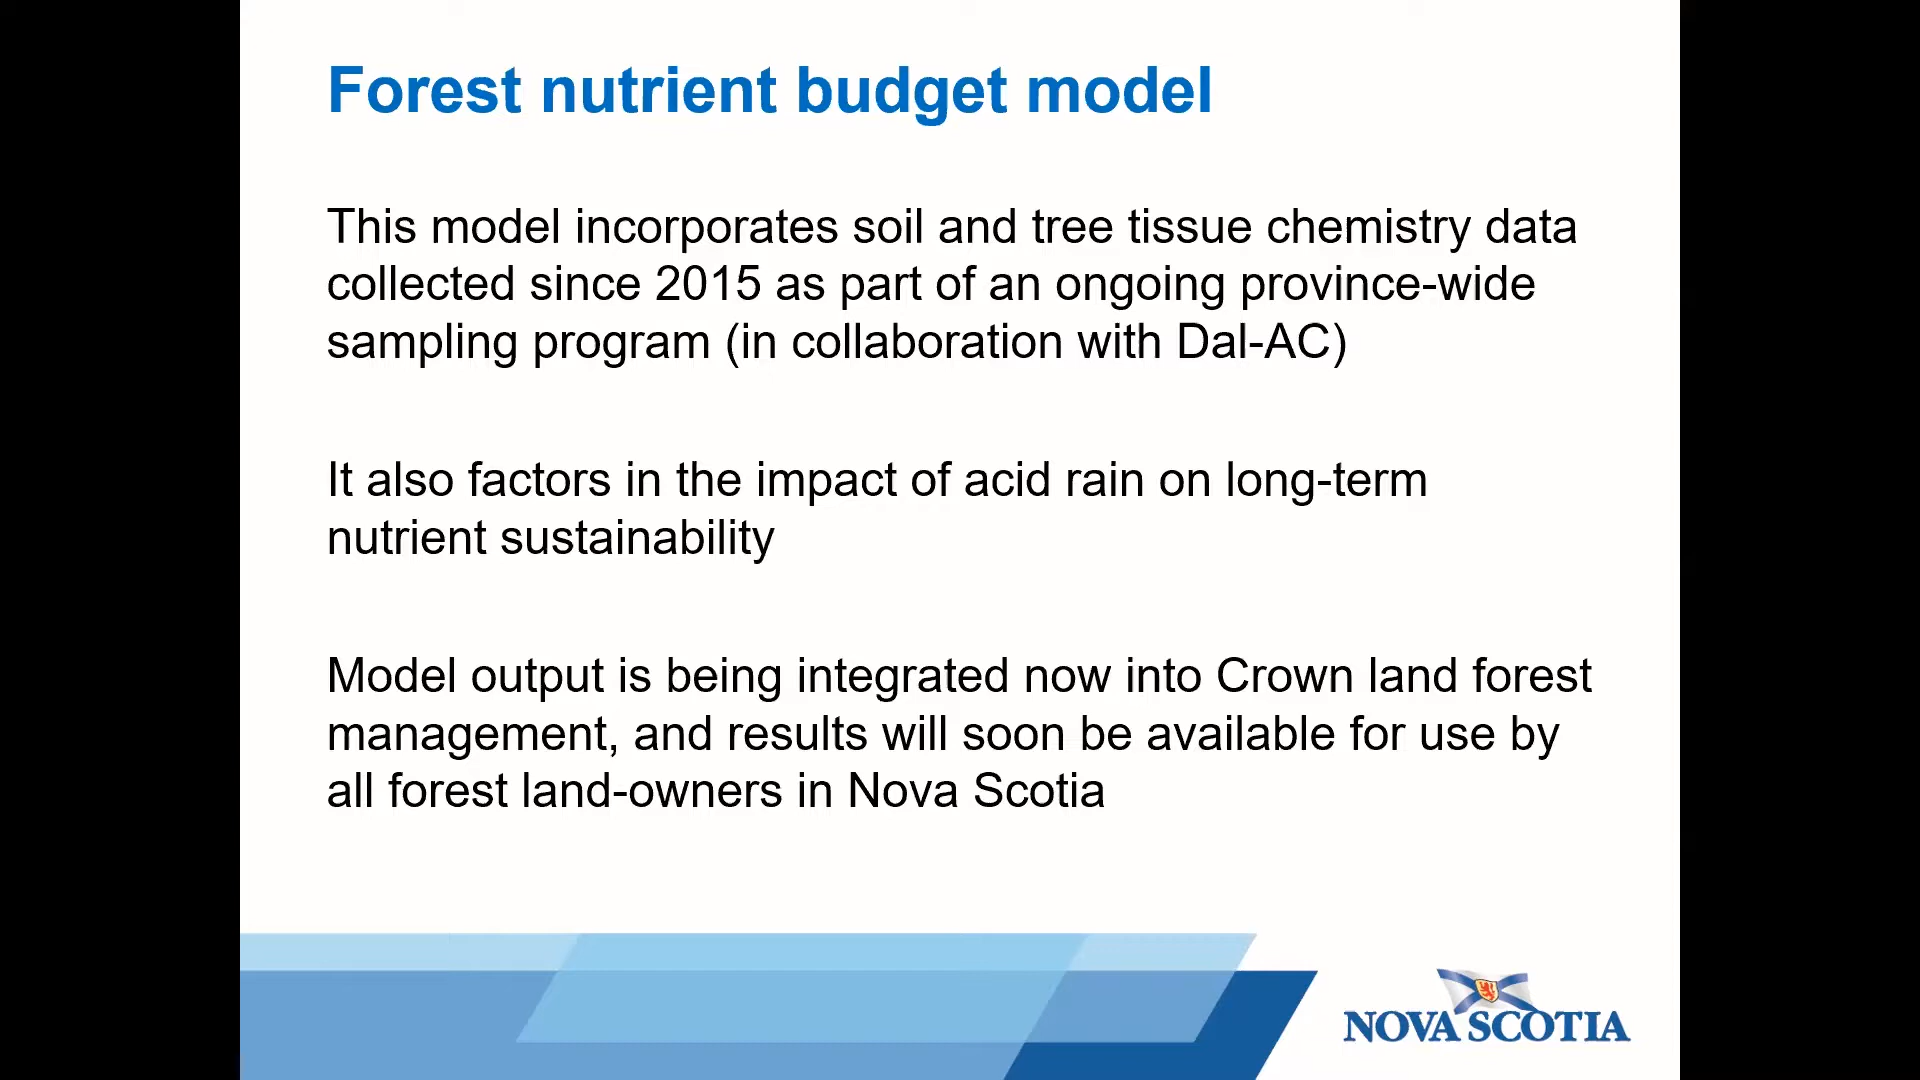 Forest nutrient budget model
This model incorporates soil and tree tissue chemistry data
collected since 2015 as part of an ongoing province-wide
sampling program (in collaboration with Dal-AC)
It also factors in the impact of acid rain on long-term
nutrient sustainability
Model output is being integrated now into Crown land forest
management, and results will soon be available for use by
all forest land-owners in Nova Scotia
NOVA SCOTIA